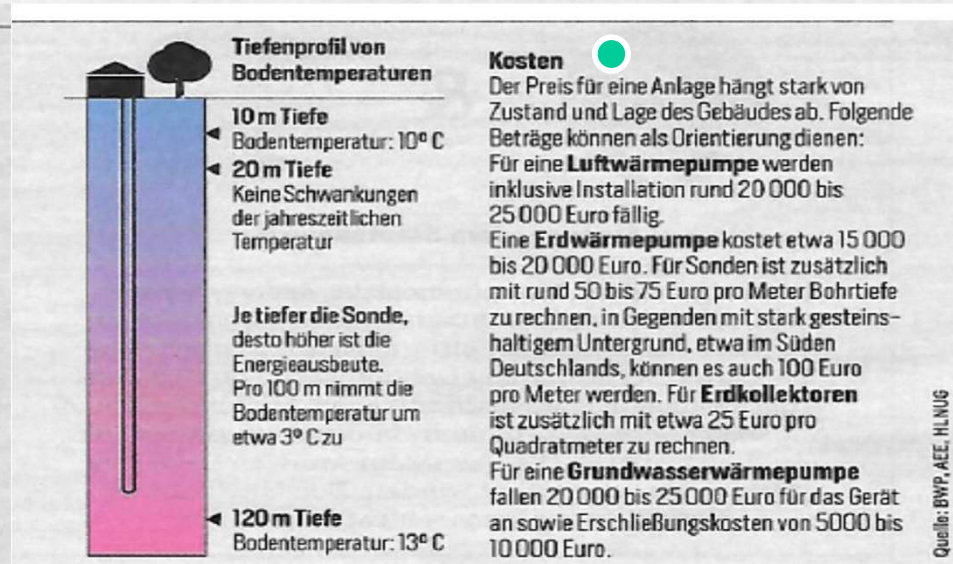 Tiefenprofil von
Bodentemperaturen
10 m Tiefe
Bodentemperatur: 10° C
20 m Tiefe
Keine Schwankungen
der jahreszeitlichen
Temperatur
Je tiefer die Sonde,
desto höher ist die
Energieausbeute.
Pro 100 m nimmt die
Bodentemperatur um
etwa 3° C zu
120 m Tiefe
Bodentemperatur: 13° C
Kosten
Der Preis für eine Anlage hängt stark von
Zustand und Lage des Gebäudes ab. Folgende
Beträge können als Orientierung dienen:
Für eine Luftwärmepumpe werden
inklusive Installation rund 20 000 bis
25 000 Euro fällig.
Eine Erdwärmepumpe kostet etwa 15 000
bis 20 000 Euro. Für Sonden ist zusätzlich
mit rund 50 bis 75 Euro pro Meter Bohrtiefe
zu rechnen, in Gegenden mit stark gesteins-
haltigem Untergrund, etwa im Süden
Deutschlands, können es auch 100 Euro
pro Meter werden. Für Erdkollektoren
ist zusätzlich mit etwa 25 Euro pro
Quadratmeter zu rechnen.
Für eine Grundwasserwärmepumpe
fallen 20 000 bis 25 000 Euro für das Gerät
an sowie Erschließungskosten von 5000 bis
10 000 Euro.
Quelle: BWP, AEE, HLNUG